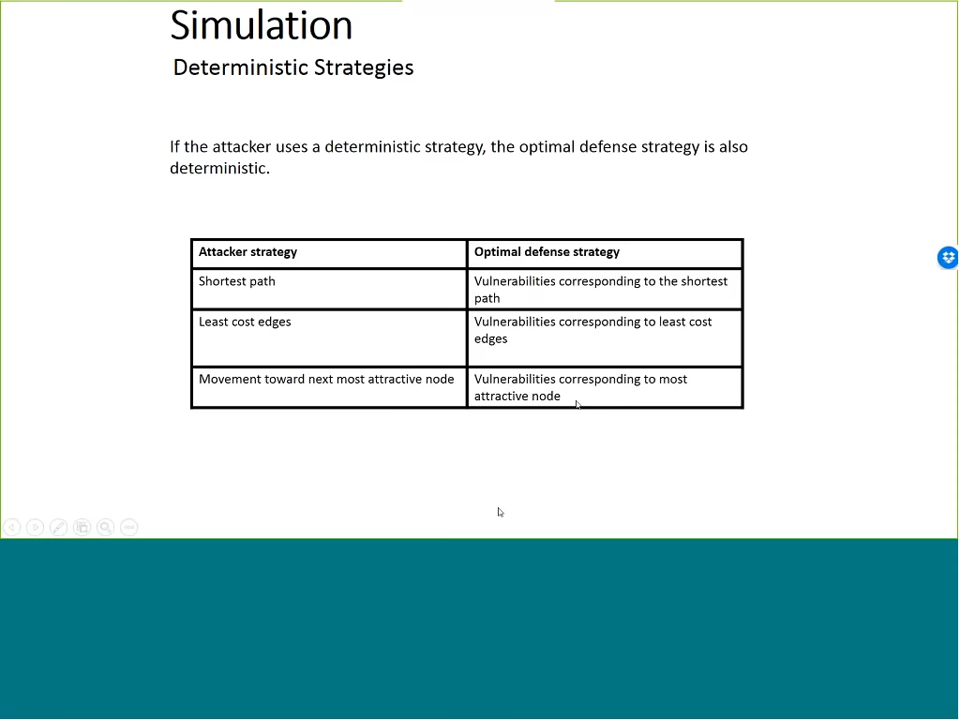 Simulation
Deterministic Strategies
If the attacker uses a deterministic strategy, the optimal defense strategy is also
deterministic.
Attacker strategy
Optimal defense strategy
Shortest path
Vulnerabilities corresponding to the shortest
path
Least cost edges
Vulnerabilities corresponding to least cost
edges
Movement toward next most attractive node
Vulnerabilities corresponding to most
attractive node